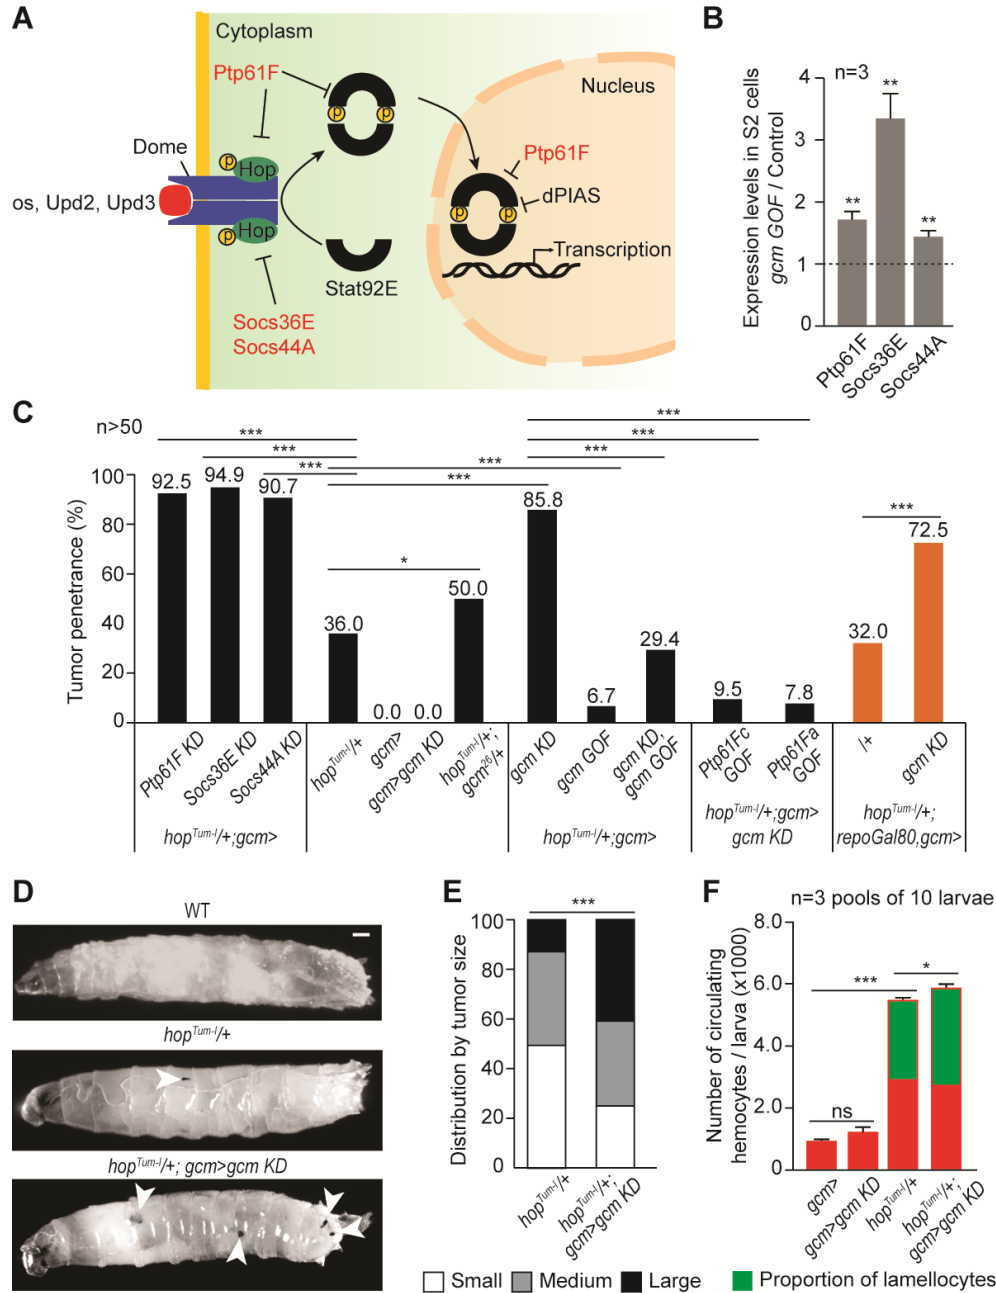 A
Cytoplasm
Ptp61F
p
p
Nucleus
Dome
p
Hop
Ptp61F
os, Upd2, Upd3
dPIAS
p
p
Hop
p
Transcription
Stat92E
Socs36E
Socs44A
B
Expression levels in S2 cells
gcm GOF / Control
n=3
4
3
2
1
0
**
**
**
Ptp61F
Socs36E
Socs44A
C
n>50
Tumor penetrance (%)
100
80
60
40
20
0
***
***
***
***
***
*
***
***
***
***
92.5
94.9
90.7
36.0
0.0
0.0
50.0
85.8
6.7
29.4
9.5
7.8
32.0
72.5
Ptp61F KD
Socs36E KD
Socs44A KD
hopTum-l/+
gcm>
gcm>gcm KD
hopTum-l/+;
gcm26/+
gcm KD
gcm GOF
gcm KD,
gcm GOF
Ptp61Fc
GOF
Ptp61Fa
GOF
/+
gcm KD
hopTum-l/+;gcm>
hopTum-l/+;gcm>
hopTum-l/+;gcm>
gcm KD
hopTum-l/+;
repoGal80,gcm>
D
WT
hopTum-l/+
hopTum-l/+; gcm>gcm KD
E
Distribution by tumor size
100
80
60
40
20
0
***
hopTum-l/+
hopTum-l/+;
gcm>gcm KD
Small
Medium
Large
F
n=3 pools of 10 larvae
Number of circulating
hemocytes / larva (x1000)
8.0
6.0
4.0
2.0
0
ns
***
*
gcm>
gcm>gcm KD
hopTum-l/+
hopTum-l/+;
gcm>gcm KD
Proportion of lamellocytes